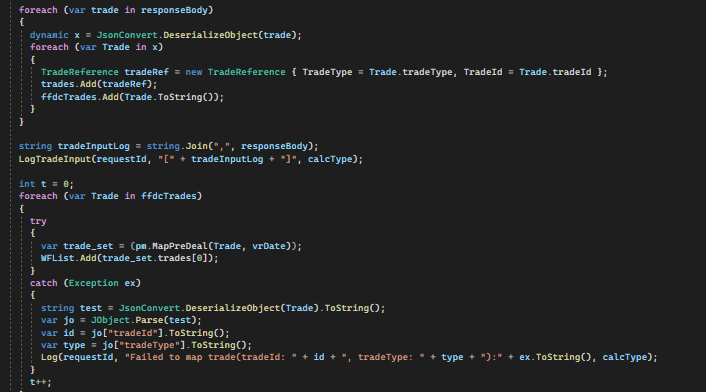 foreach (var trade in responseBody)
{
dynamic x = JsonConvert.DeserializeObject(trade);
foreach (var Trade in x)
{
TradeReference tradeRef = new TradeReference { TradeType = Trade.tradeType, TradeId = Trade.tradeId };
trades.Add(tradeRef);
ffdcTrades.Add(Trade.ToString());
}
}
string tradeInputLog = string.Join(",", responseBody);
LogTradeInput(requestId, "[" + tradeInputLog + "]", calcType);
int t = 0;
foreach (var Trade in ffdcTrades)
{
try
{
var trade_set = (pm.MapPreDeal(Trade, vrDate));
WFList.Add(trade_set.trades[0]);
}
catch (Exception ex)
{
string test = JsonConvert.DeserializeObject(Trade).ToString();
var jo = JObject.Parse(test);
var id = jo["tradeId"].ToString();
var type = jo["tradeType"].ToString();
Log(requestId, "Failed to map trade(tradeId: " + id + ", tradeType: " + type + "):" + ex.ToString(), calcType);
}
t++;